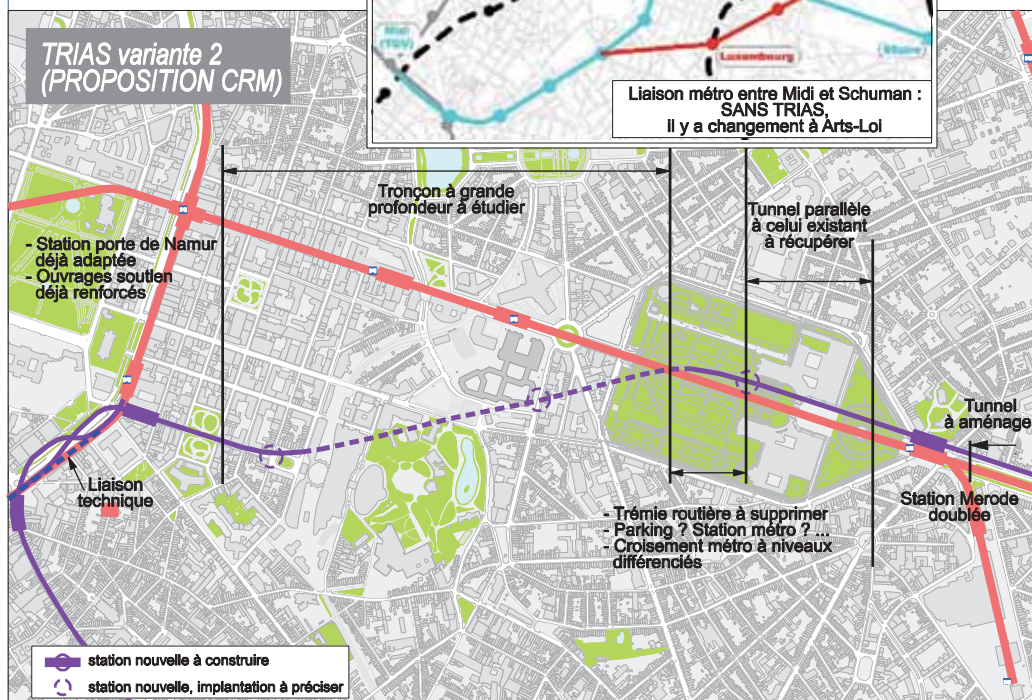 TRIAS variante 2
(PROPOSITION CRM)
Midi
(TGV)
Luxembourg
Liaison métro entre Midi et Schuman :
SANS TRIAS,
il y a changement à Arts-Loi
Tronçon à grande
profondeur à étudier
Tunnel parallèle
à celui existant
à récupérer
- Station porte de Namur
déjà adaptée
- Ouvrages soutien
déjà renforcés
Tunnel
à aménage
Liaison
technique
Station Merode
doublée
- Trémie routière à supprimer
- Parking ? Station métro ? ...
- Croisement métro à niveaux
différenciés
station nouvelle à construire
station nouvelle, implantation à préciser